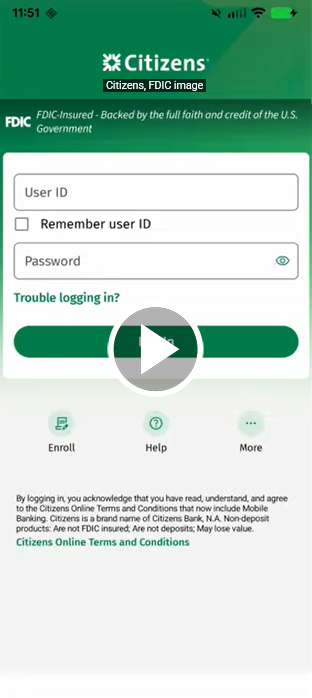 11:51
Citizens
Citizens, FDIC image
FDIC FDIC-Insured - Backed by the full faith and credit of the U.S.
Government
User ID
Remember user ID
Password
Trouble logging in?
Enroll
Help
More
By logging in, you acknowledge that you have read, understand, and agree
to the Citizens Online Terms and Conditions that now include Mobile
Banking. Citizens is a brand name of Citizens Bank, N.A. Non-deposit
products: Are not FDIC insured; Are not deposits; May lose value.
Citizens Online Terms and Conditions